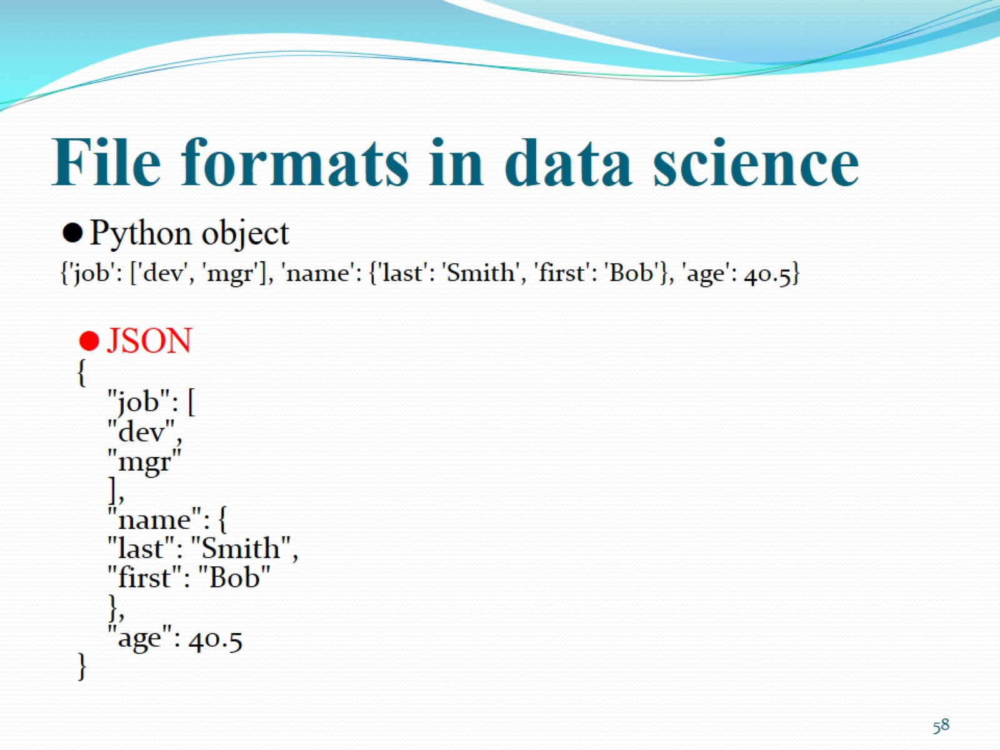 File formats in data science
● Python object
{'job': ['dev', 'mgr'], 'name': {'last': 'Smith', 'first': 'Bob'}, 'age': 40.5}
● JSON
{
"job": [
"dev",
"mgr"
],
"name": {
"last": "Smith",
"first": "Bob"
},
"age": 40.5
}
58